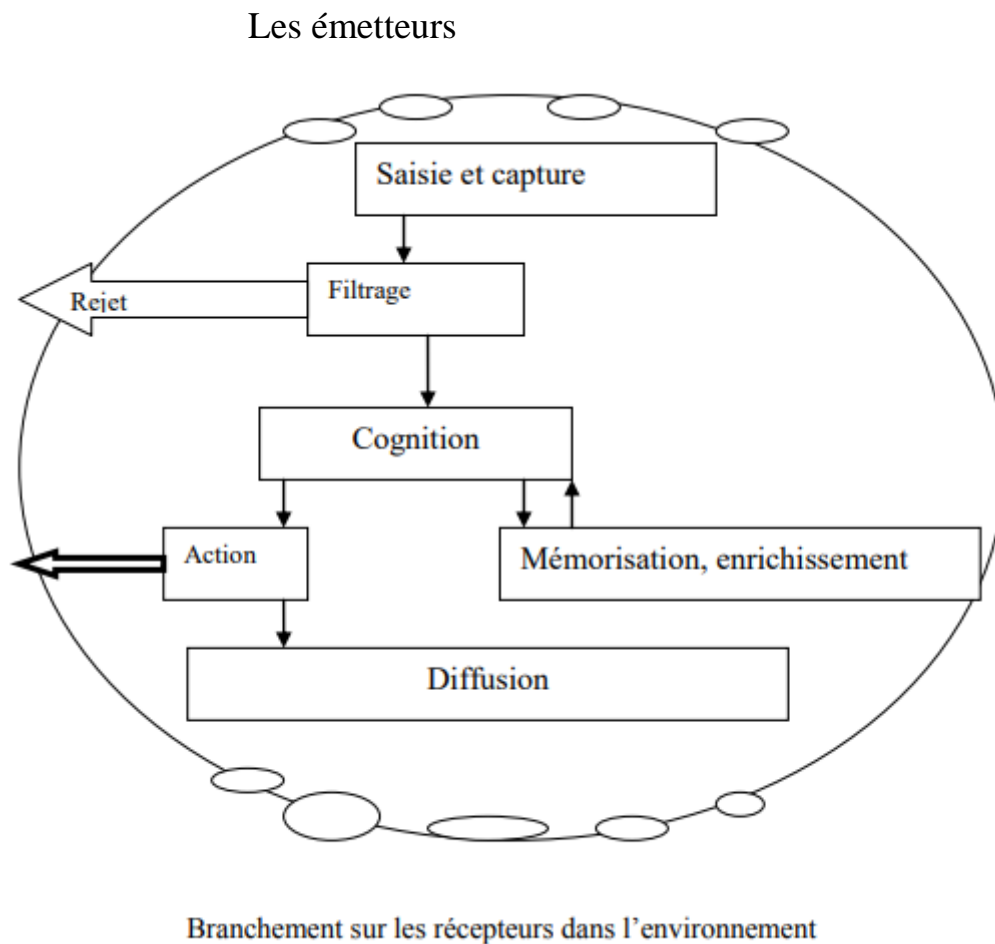 Les émetteurs
Saisie et capture
Filtrage
Rejet
Cognition
Action
Mémorisation, enrichissement
Diffusion
Branchement sur les récepteurs dans l’environnement